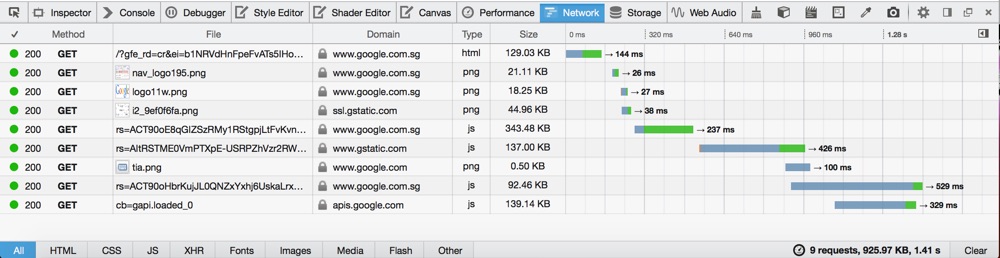 Inspector Console Debugger Style Editor Shader Editor Canvas Performance Network Storage Web Audio
✓ Method File Domain Type Size 0 ms 320 ms 640 ms 960 ms 1.28 s
200 GET /?gfe_rd=cr&ei=b1NRVdHnFpeFvATs5IHo… www.google.com.sg html 129.03 KB → 144 ms
200 GET nav_logo195.png www.google.com.sg png 21.11 KB → 26 ms
200 GET logo11w.png www.google.com.sg png 18.25 KB → 27 ms
200 GET i2_9ef0f6fa.png ssl.gstatic.com png 44.96 KB → 38 ms
200 GET rs=ACT90oE8qGlZSzRMy1RStgpjLtFvKvn… www.google.com.sg js 343.48 KB → 237 ms
200 GET rs=AItRSTME0VmPTXpE-USRPZhVzr2RW… www.gstatic.com js 137.00 KB → 426 ms
200 GET tia.png www.google.com.sg png 0.50 KB → 100 ms
200 GET rs=ACT90oHbrKujJL0QNZxYxhj6UskaLrx… www.google.com.sg js 92.46 KB → 529 ms
200 GET cb=gapi.loaded_0 apis.google.com js 139.14 KB → 329 ms
All HTML CSS JS XHR Fonts Images Media Flash Other 9 requests, 925.97 KB, 1.41 s Clear